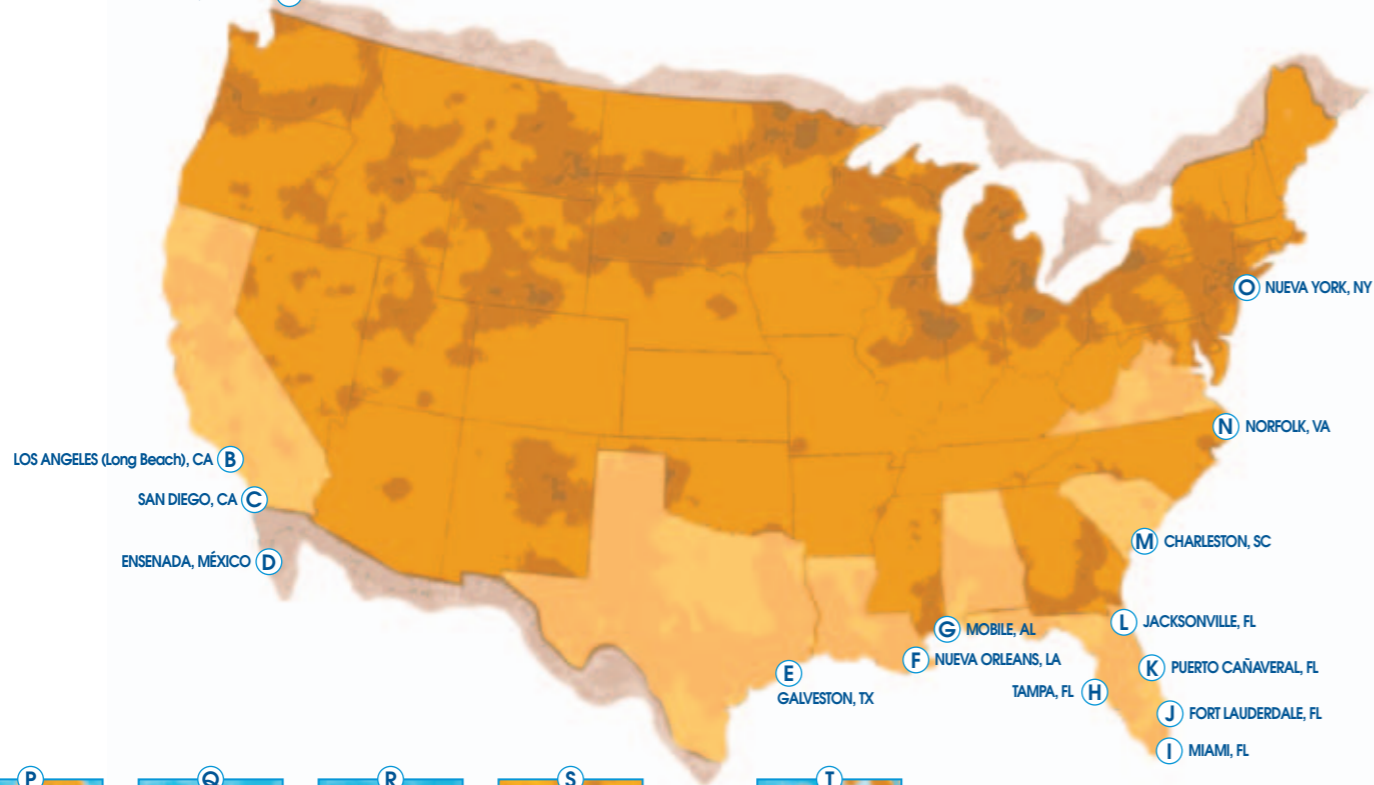 LOS ANGELES (Long Beach), CA B
SAN DIEGO, CA C
ENSENADA, MÉXICO D
E
GALVESTON, TX
F NUEVA ORLEANS, LA
G MOBILE, AL
TAMPA, FL H
I MIAMI, FL
J FORT LAUDERDALE, FL
K PUERTO CAÑAVERAL, FL
L JACKSONVILLE, FL
M CHARLESTON, SC
N NORFOLK, VA
O NUEVA YORK, NY
P
Q
R
S
T